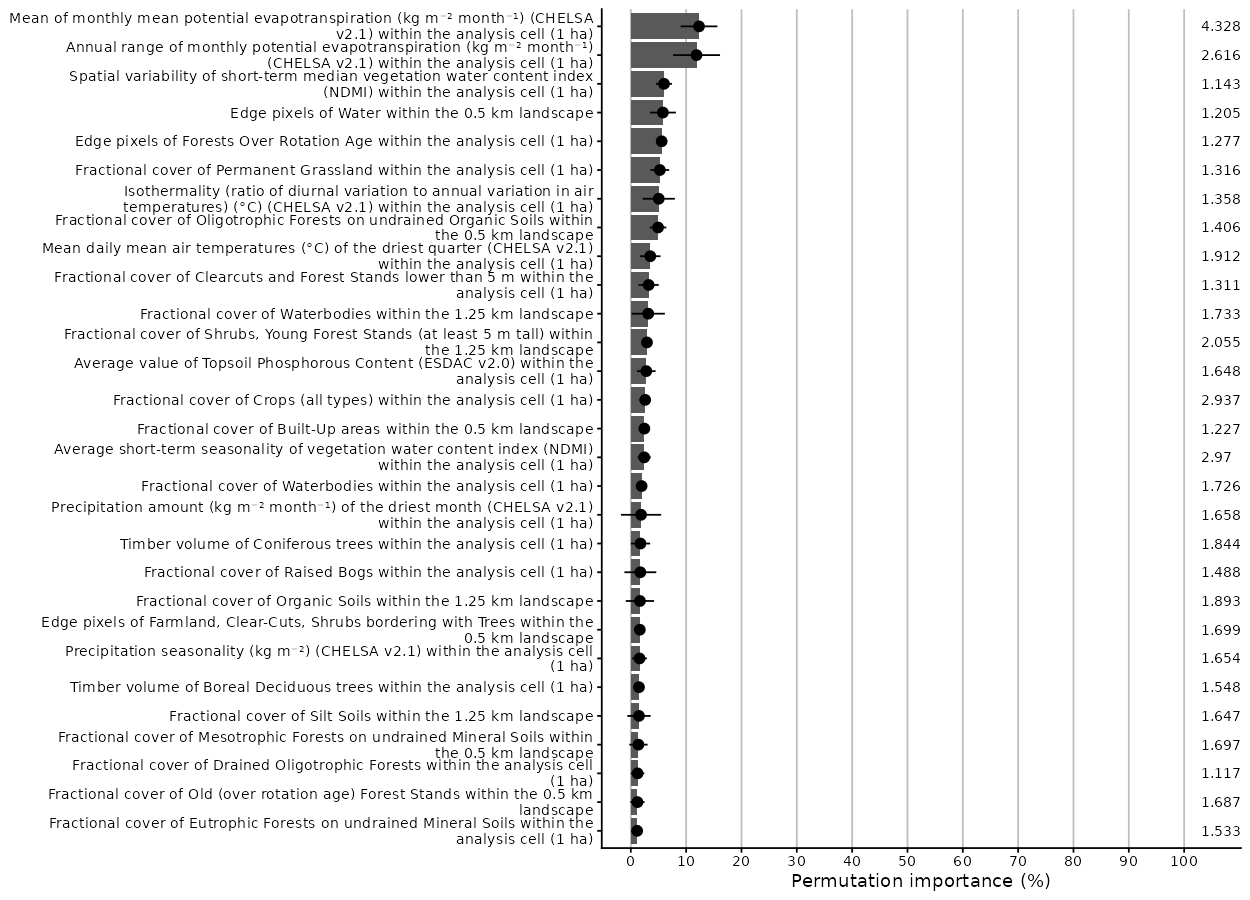 Mean of monthly mean potential evapotranspiration (kg m⁻² month⁻¹) (CHELSA
v2.1) within the analysis cell (1 ha)
4.328
Annual range of monthly potential evapotranspiration (kg m⁻² month⁻¹)
(CHELSA v2.1) within the analysis cell (1 ha)
2.616
Spatial variability of short-term median vegetation water content index
(NDMI) within the analysis cell (1 ha)
1.143
Edge pixels of Water within the 0.5 km landscape
1.205
Edge pixels of Forests Over Rotation Age within the analysis cell (1 ha)
1.277
Fractional cover of Permanent Grassland within the analysis cell (1 ha)
1.316
Isothermality (ratio of diurnal variation to annual variation in air
temperatures) (°C) (CHELSA v2.1) within the analysis cell (1 ha)
1.358
Fractional cover of Oligotrophic Forests on undrained Organic Soils within
the 0.5 km landscape
1.406
Mean daily mean air temperatures (°C) of the driest quarter (CHELSA v2.1)
within the analysis cell (1 ha)
1.912
Fractional cover of Clearcuts and Forest Stands lower than 5 m within the
analysis cell (1 ha)
1.311
Fractional cover of Waterbodies within the 1.25 km landscape
1.733
Fractional cover of Shrubs, Young Forest Stands (at least 5 m tall) within
the 1.25 km landscape
2.055
Average value of Topsoil Phosphorous Content (ESDAC v2.0) within the
analysis cell (1 ha)
1.648
Fractional cover of Crops (all types) within the analysis cell (1 ha)
2.937
Fractional cover of Built-Up areas within the 0.5 km landscape
1.227
Average short-term seasonality of vegetation water content index (NDMI)
within the analysis cell (1 ha)
2.97
Fractional cover of Waterbodies within the analysis cell (1 ha)
1.726
Precipitation amount (kg m⁻² month⁻¹) of the driest month (CHELSA v2.1)
within the analysis cell (1 ha)
1.658
Timber volume of Coniferous trees within the analysis cell (1 ha)
1.844
Fractional cover of Raised Bogs within the analysis cell (1 ha)
1.488
Fractional cover of Organic Soils within the 1.25 km landscape
1.893
Edge pixels of Farmland, Clear-Cuts, Shrubs bordering with Trees within the
0.5 km landscape
1.699
Precipitation seasonality (kg m⁻²) (CHELSA v2.1) within the analysis cell
(1 ha)
1.654
Timber volume of Boreal Deciduous trees within the analysis cell (1 ha)
1.548
Fractional cover of Silt Soils within the 1.25 km landscape
1.647
Fractional cover of Mesotrophic Forests on undrained Mineral Soils within
the 0.5 km landscape
1.697
Fractional cover of Drained Oligotrophic Forests within the analysis cell
(1 ha)
1.117
Fractional cover of Old (over rotation age) Forest Stands within the 0.5 km
landscape
1.687
Fractional cover of Eutrophic Forests on undrained Mineral Soils within the
analysis cell (1 ha)
1.533
0 10 20 30 40 50 60 70 80 90 100
Permutation importance (%)